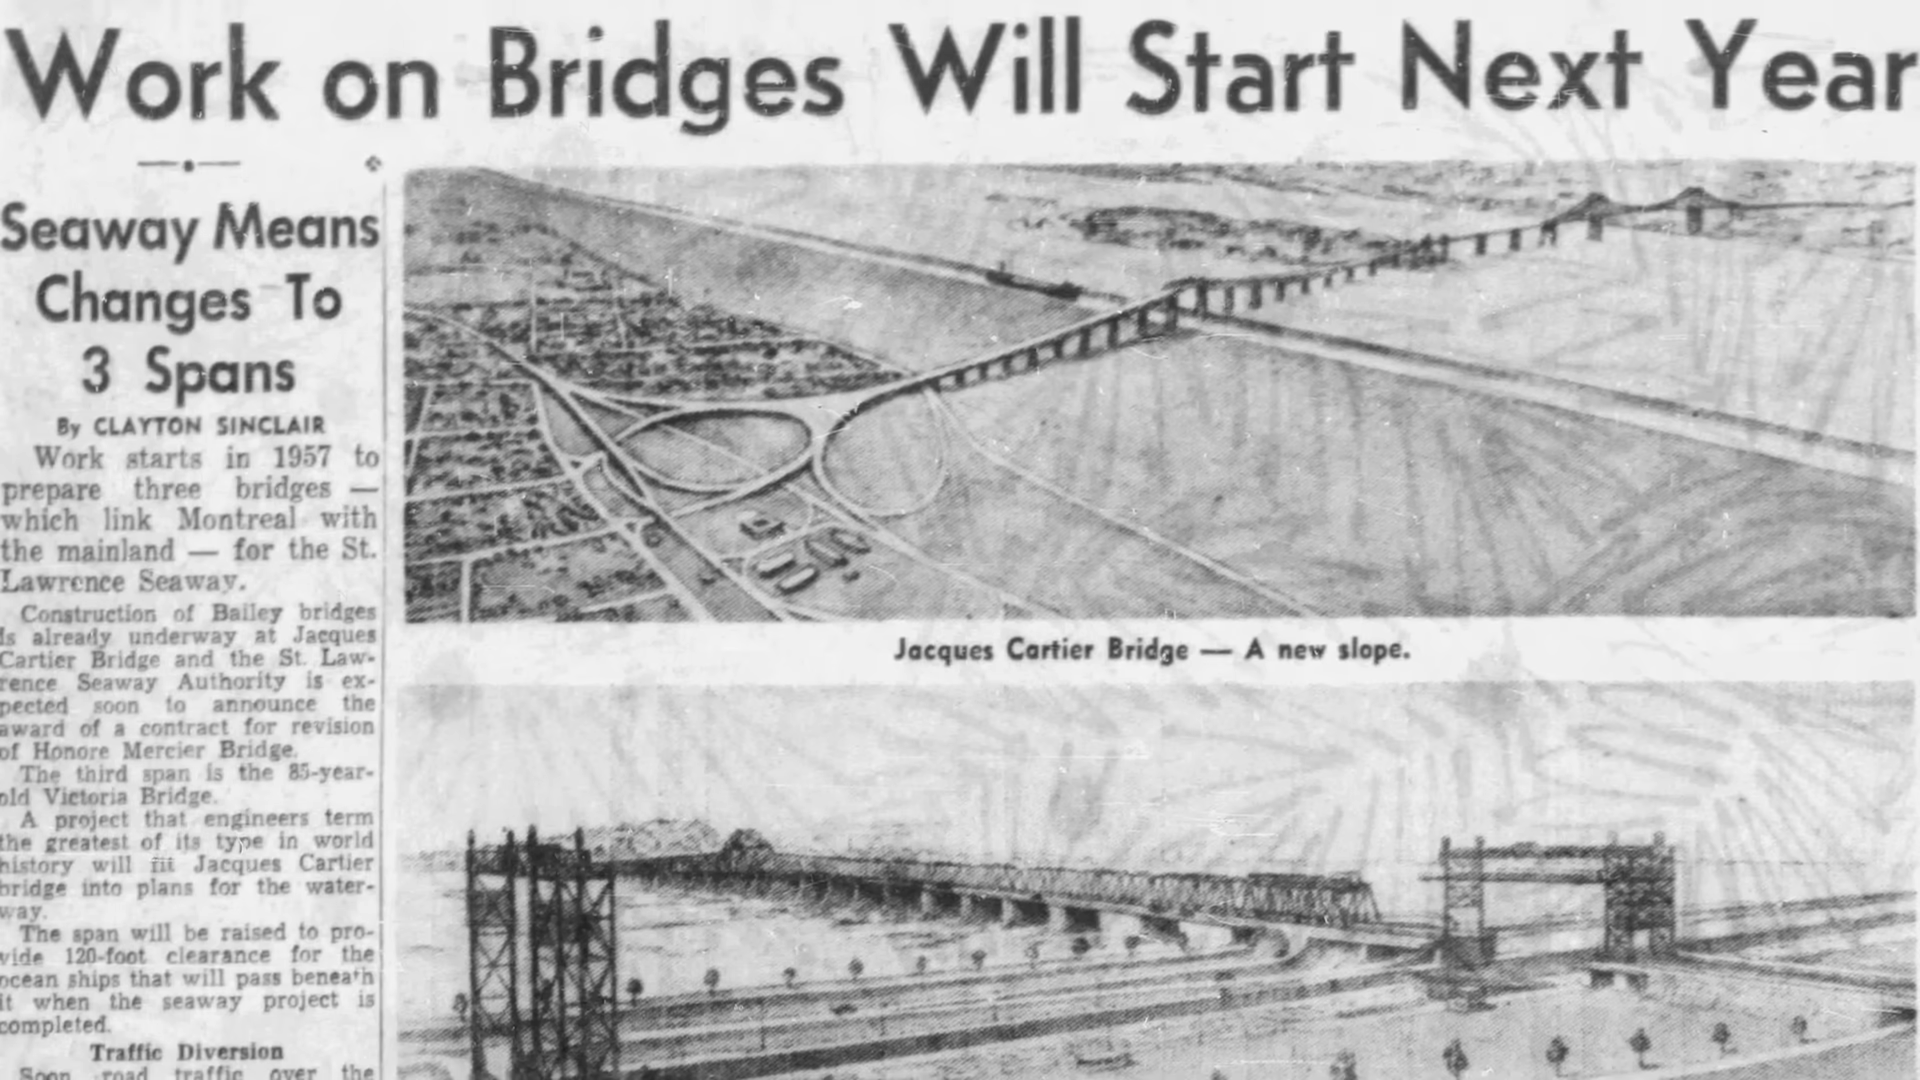 Work on Bridges Will Start Next Year
Seaway Means
Changes To
3 Spans
By CLAYTON SINCLAIR
Work starts in 1957 to
prepare three bridges —
which link Montreal with
the mainland — for the St.
Lawrence Seaway.
Construction of Bailey bridges
is already underway at Jacques
Cartier Bridge and the St. Law-
rence Seaway Authority is ex-
pected soon to announce the
award of a contract for revision
of Honore Mercier Bridge.
The third span is the 85-year-
old Victoria Bridge.
A project that engineers term
the greatest of its type in world
history will fit Jacques Cartier
bridge into plans for the water-
way.
The span will be raised to pro-
vide 120-foot clearance for the
ocean ships that will pass beneath
it when the seaway project is
completed.
Traffic Diversion
Soon road traffic over the
Jacques Cartier Bridge — A new slope.